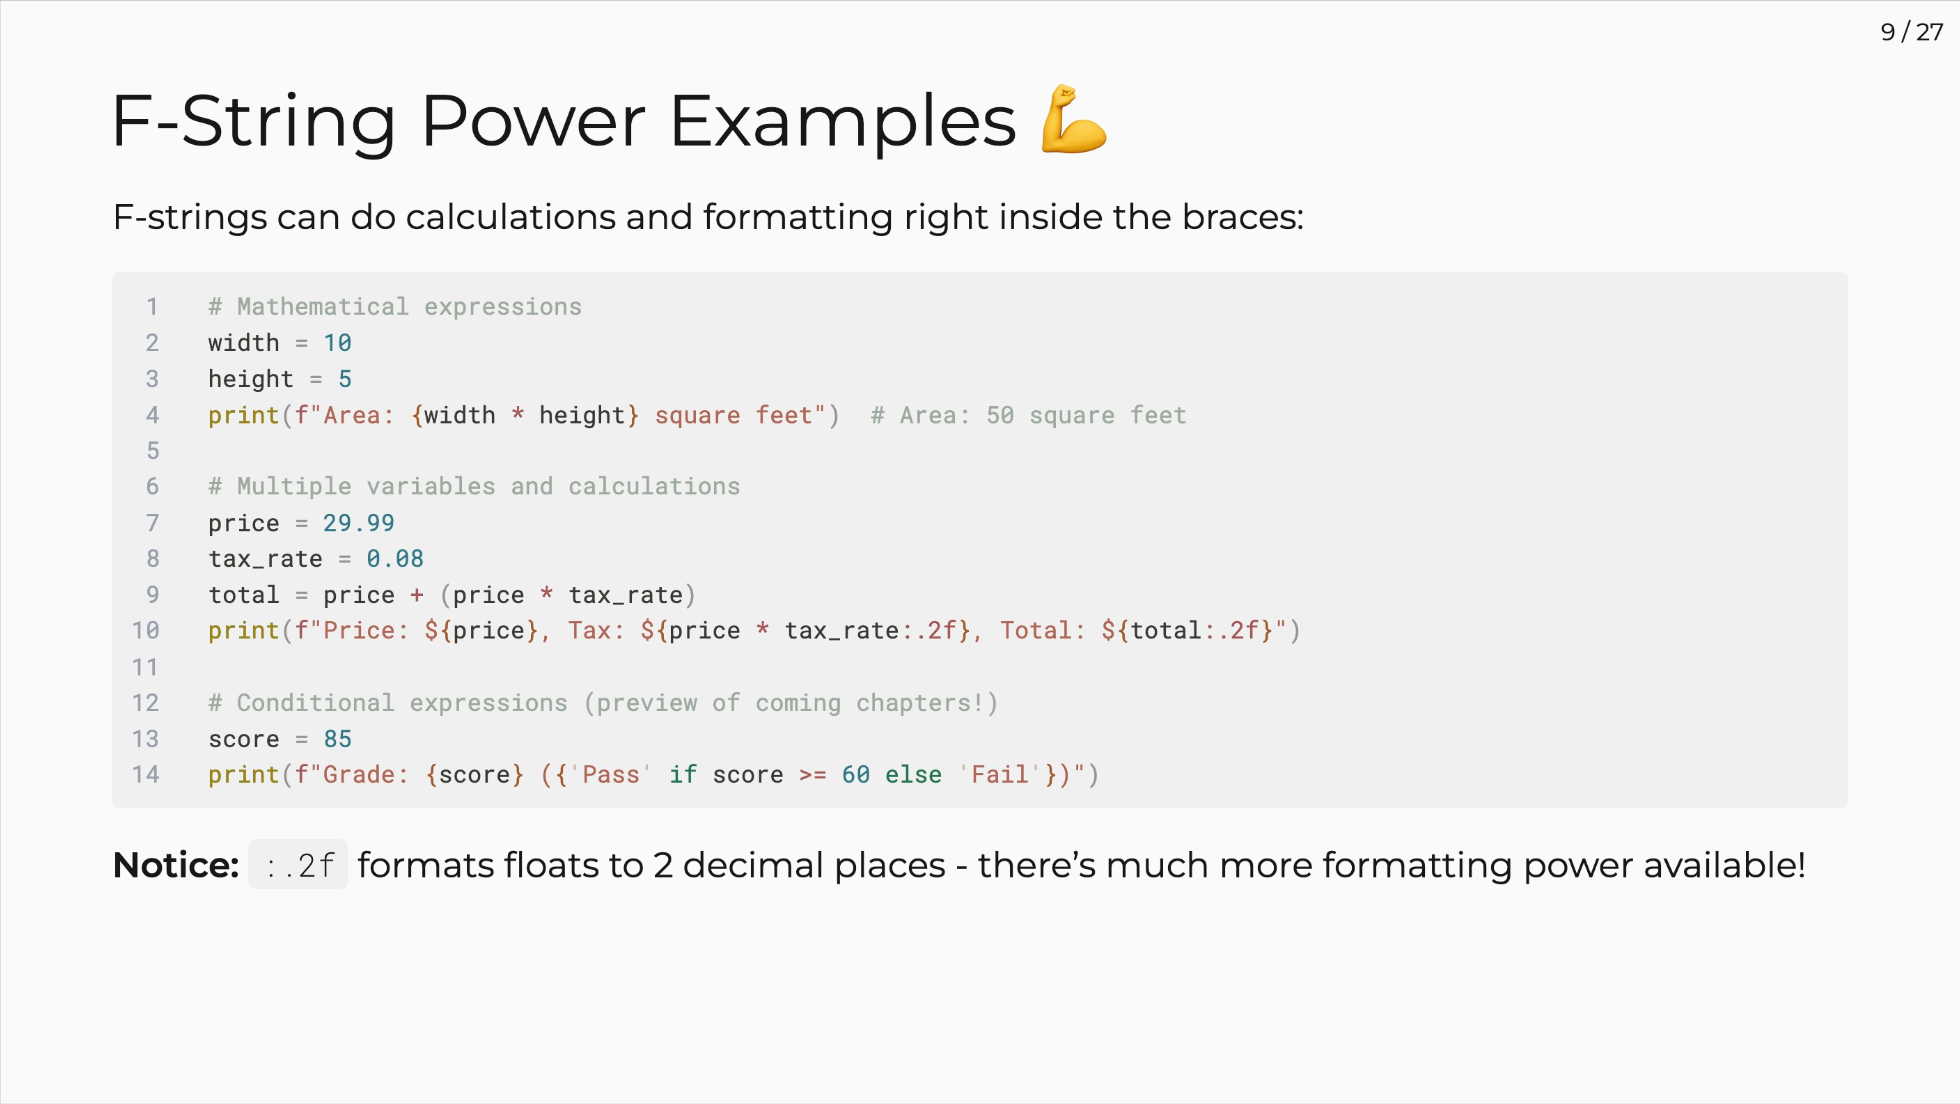 9 / 27
F-String Power Examples 💪
F-strings can do calculations and formatting right inside the braces:
1 # Mathematical expressions
2 width = 10
3 height = 5
4 print(f"Area: {width * height} square feet")  # Area: 50 square feet
5
6 # Multiple variables and calculations
7 price = 29.99
8 tax_rate = 0.08
9 total = price + (price * tax_rate)
10 print(f"Price: ${price}, Tax: ${price * tax_rate:.2f}, Total: ${total:.2f}")
11
12 # Conditional expressions (preview of coming chapters!)
13 score = 85
14 print(f"Grade: {score} ({'Pass' if score >= 60 else 'Fail'})")
Notice: :.2f formats floats to 2 decimal places - there’s much more formatting power available!